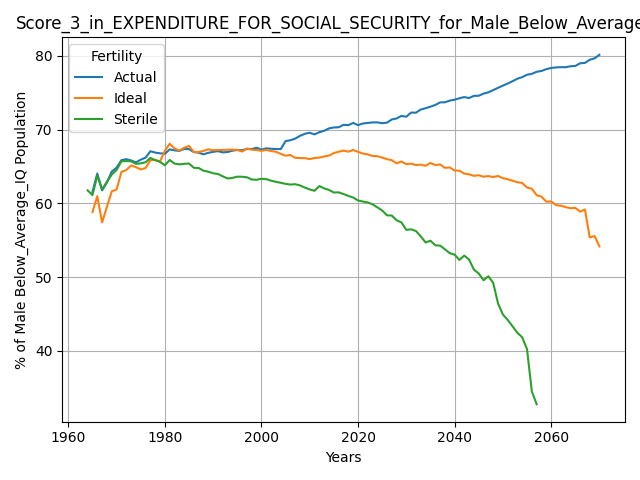 Score_3_in_EXPENDITURE_FOR_SOCIAL_SECURITY_for_Male_Below_Average
Fertility
Actual
Ideal
Sterile
% of Male Below_Average_IQ Population
80
70
60
50
40
1960 1980 2000 2020 2040 2060
Years